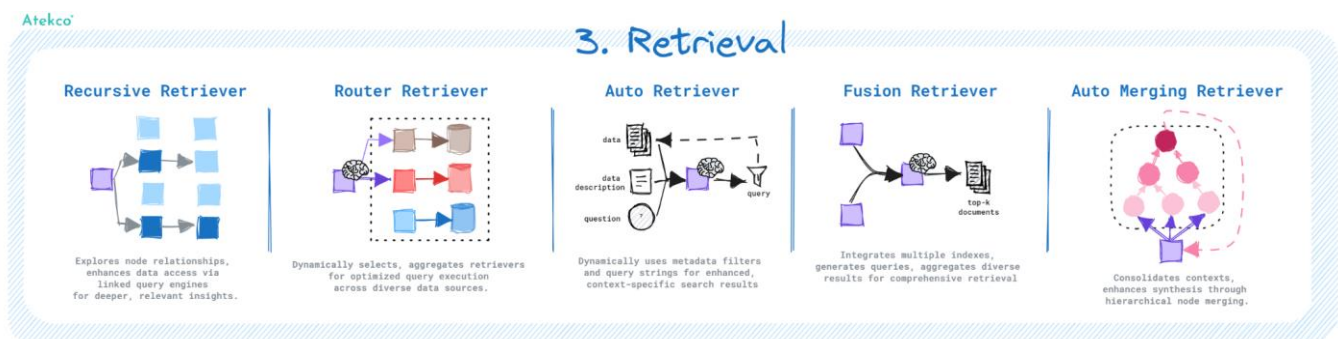 Atekco
3. Retrieval
Recursive Retriever
Explores node relationships,
enhances data access via
linked query engines
for deeper, relevant insights.
Router Retriever
Dynamically selects, aggregates retrievers
for optimized query execution
across diverse data sources.
Auto Retriever
data
data
description
question
?
query
Dynamically uses metadata filters
and query strings for enhanced,
context-specific search results
Fusion Retriever
top-k
documents
Integrates multiple indexes,
generates queries, aggregates diverse
results for comprehensive retrieval
Auto Merging Retriever
Consolidates contexts,
enhances synthesis through
hierarchical node merging.